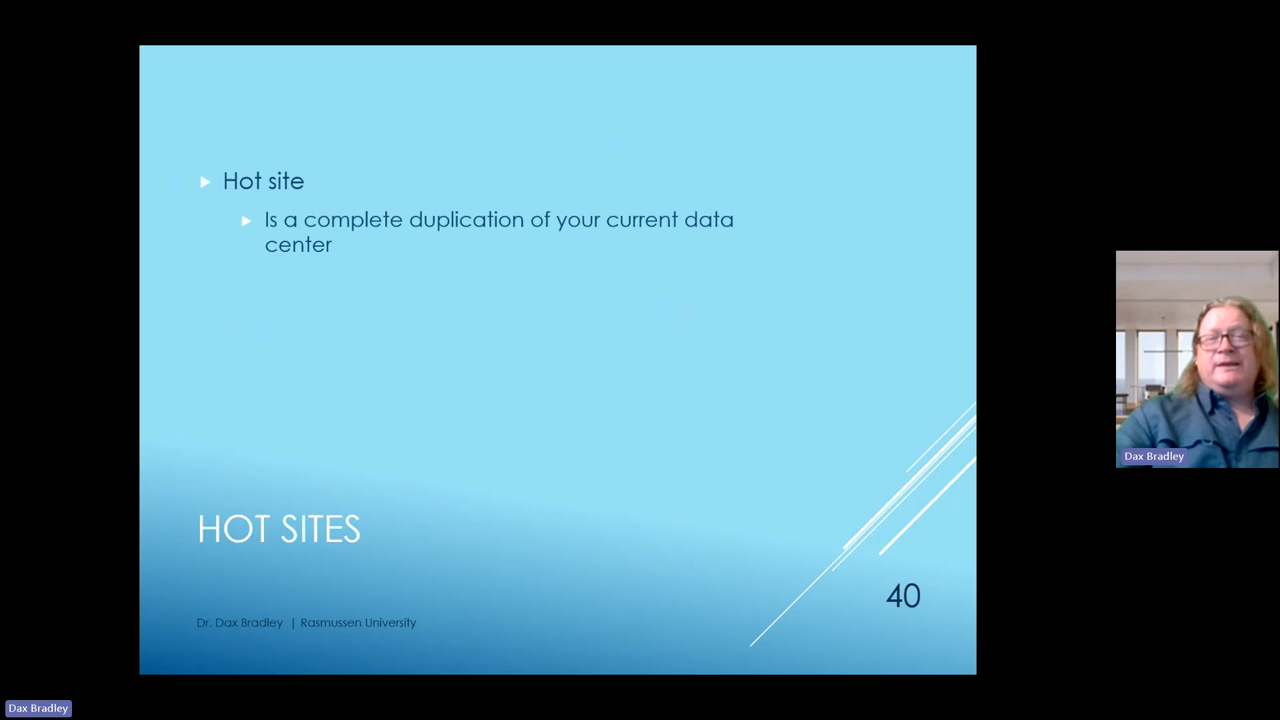 Hot site
Is a complete duplication of your current data
center
HOT SITES
40
Dr. Dax Bradley | Rasmussen University
Dax Bradley
Dax Bradley